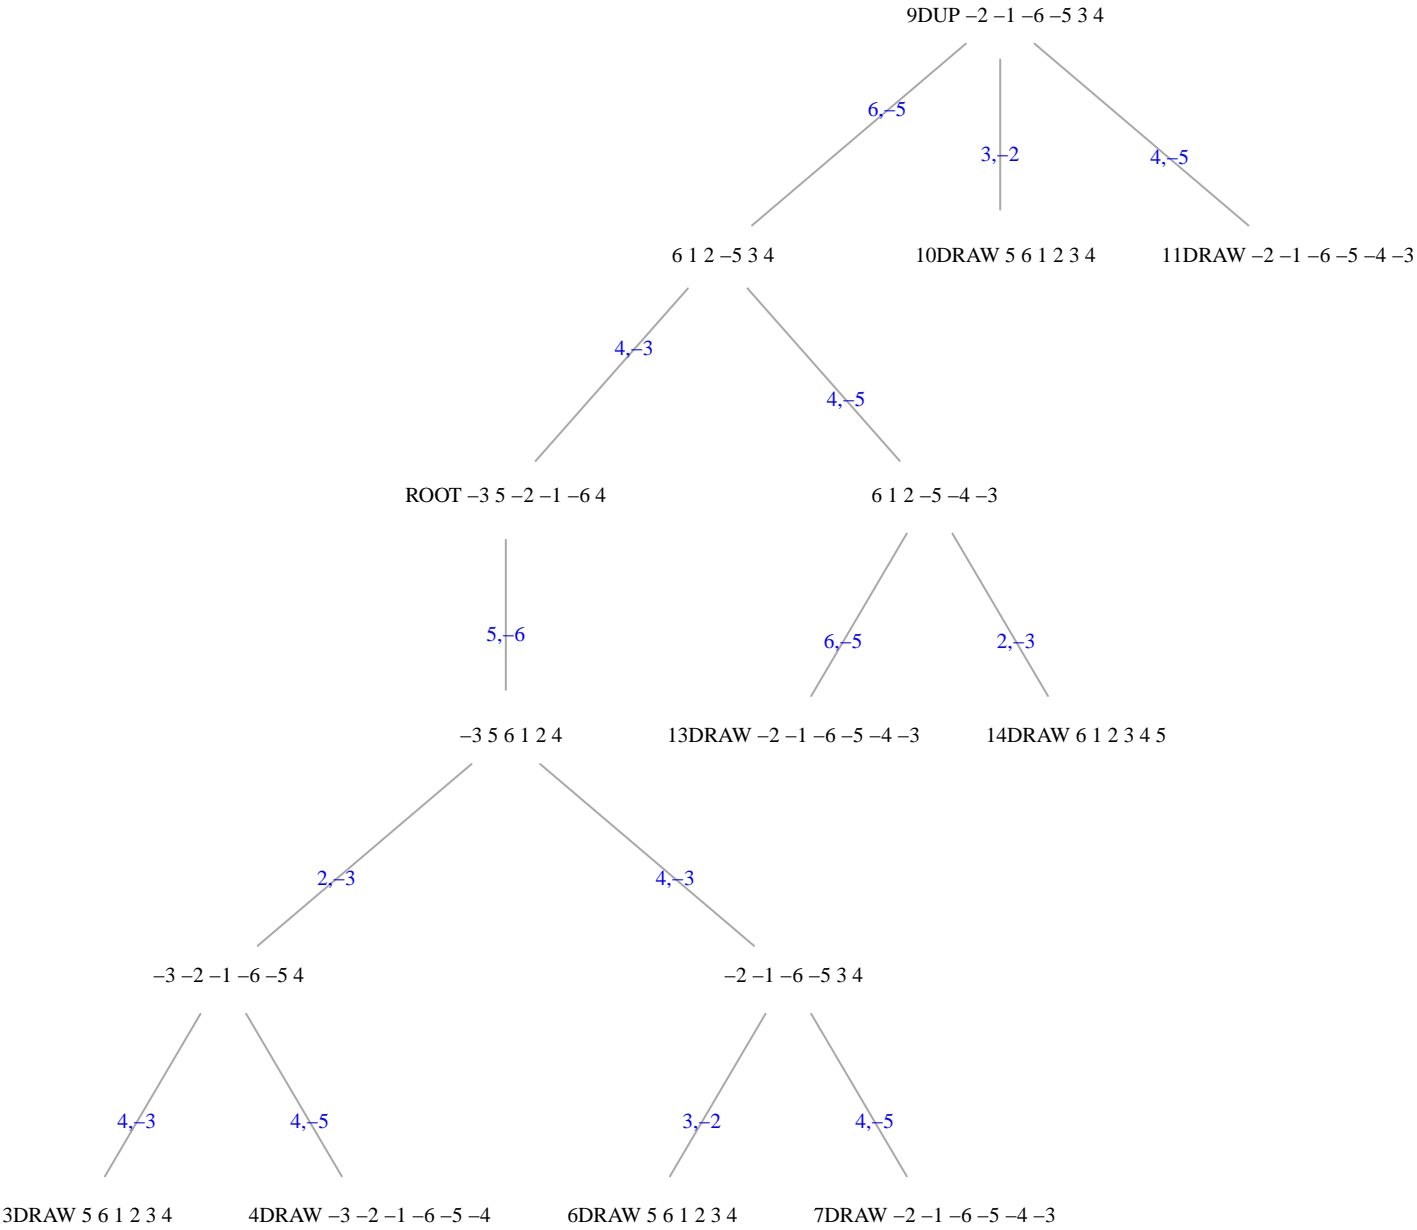 9DUP –2 –1 –6 –5 3 4
6,–5
3,–2
4,–5
6 1 2 –5 3 4
10DRAW 5 6 1 2 3 4
11DRAW –2 –1 –6 –5 –4 –3
4,–3
4,–5
ROOT –3 5 –2 –1 –6 4
6 1 2 –5 –4 –3
5,–6
6,–5
2,–3
–3 5 6 1 2 4
13DRAW –2 –1 –6 –5 –4 –3
14DRAW 6 1 2 3 4 5
2,–3
4,–3
–3 –2 –1 –6 –5 4
–2 –1 –6 –5 3 4
4,–3
4,–5
3,–2
4,–5
3DRAW 5 6 1 2 3 4
4DRAW –3 –2 –1 –6 –5 –4
6DRAW 5 6 1 2 3 4
7DRAW –2 –1 –6 –5 –4 –3